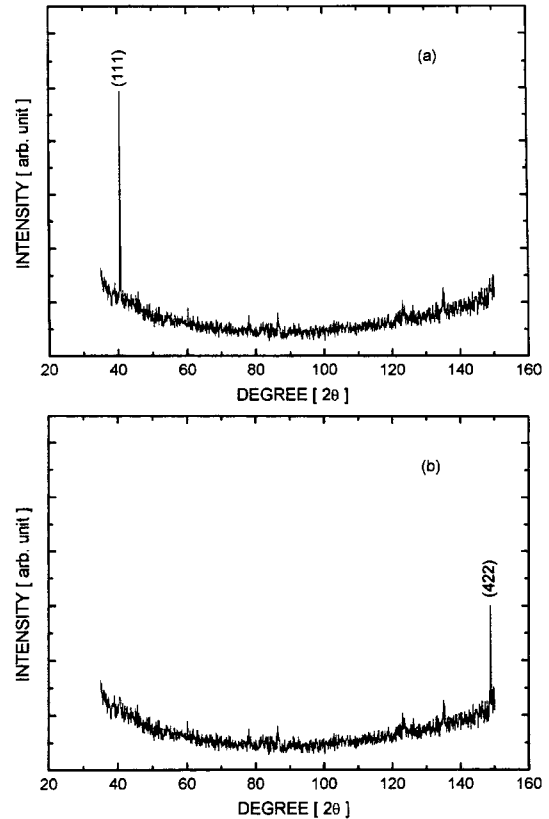 (a)
(111)
INTENSITY [ arb. unit ]
20 40 60 80 100 120 140 160
DEGREE [ 2θ ]
(b)
(422)
INTENSITY [ arb. unit ]
20 40 60 80 100 120 140 160
DEGREE [ 2θ ]